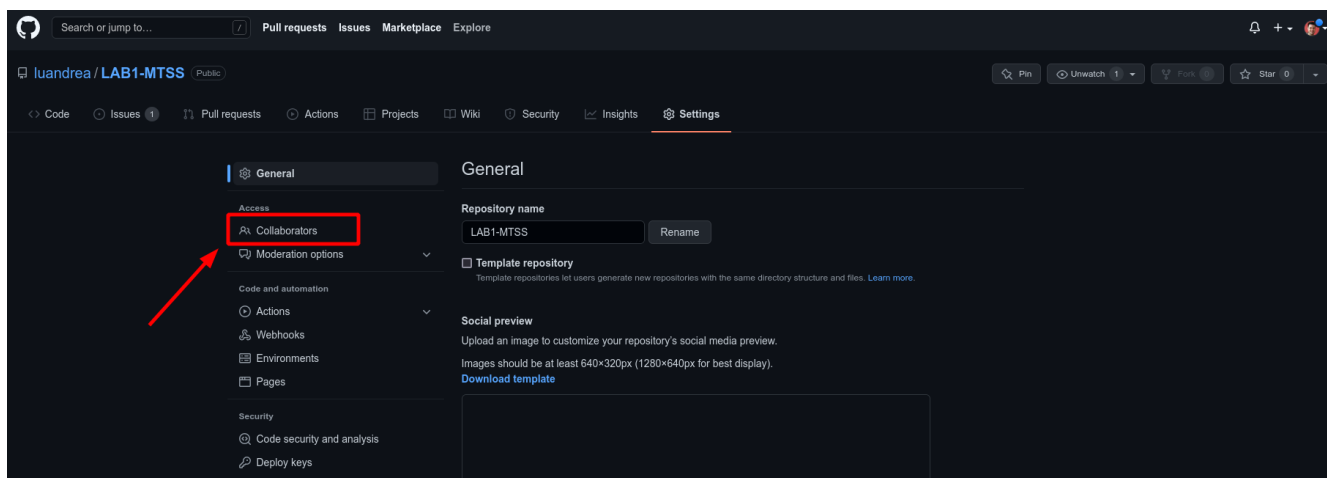 Search or jump to... / Pull requests Issues Marketplace Explore
luandrea / LAB1-MTSS Public
Pin Unwatch 1 Fork 0 Star 0
Code Issues 1 Pull requests Actions Projects Wiki Security Insights Settings
General
Access
Collaborators
Moderation options
Code and automation
Actions
Webhooks
Environments
Pages
Security
Code security and analysis
Deploy keys
General
Repository name
LAB1-MTSS Rename
Template repository
Template repositories let users generate new repositories with the same directory structure and files. Learn more.
Social preview
Upload an image to customize your repository's social media preview.
Images should be at least 640×320px (1280×640px for best display).
Download template